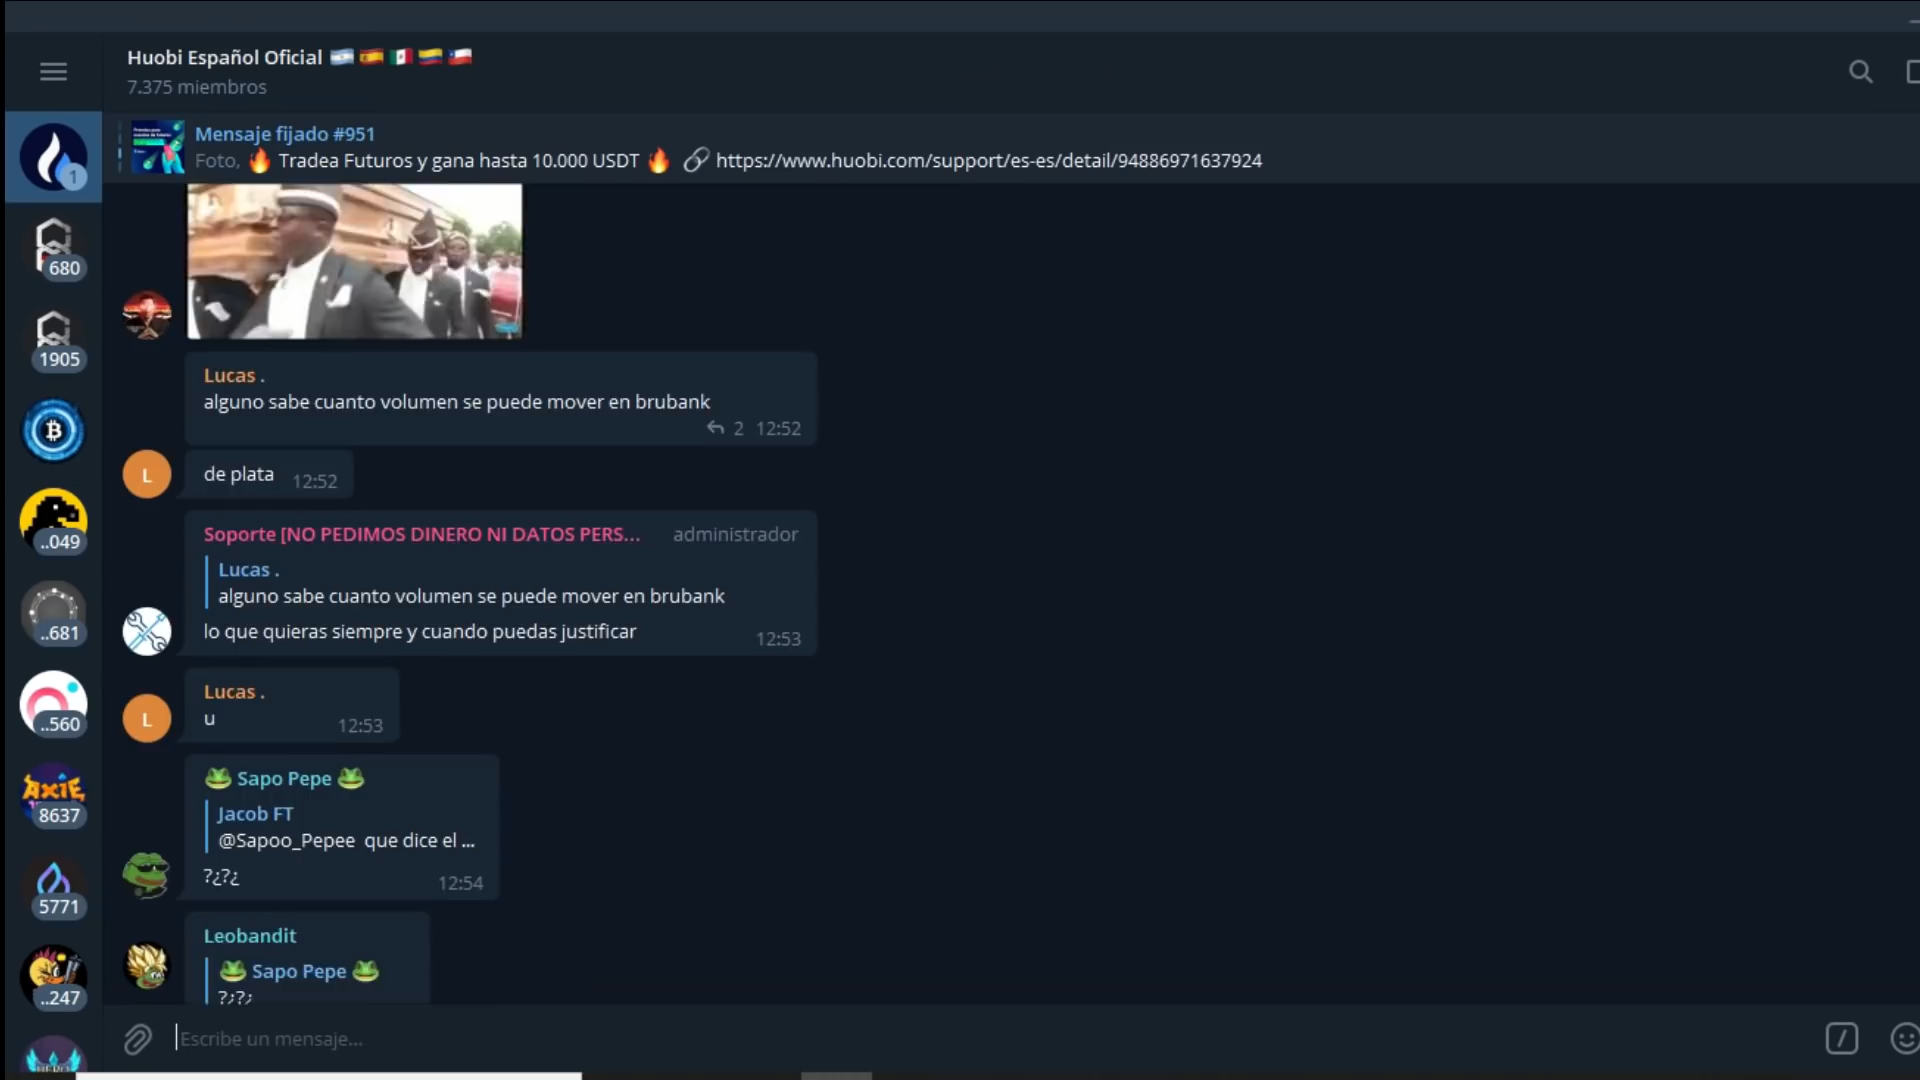 Huobi Español Oficial
7.375 miembros
Mensaje fijado #951
Foto, 🔥 Tradea Futuros y gana hasta 10.000 USDT 🔥 🔗 https://www.huobi.com/support/es-es/detail/94886971637924
1
680
1905
..049
..681
..560
AXIE
8637
5771
..247
Lucas .
alguno sabe cuanto volumen se puede mover en brubank
2 12:52
L
de plata 12:52
Soporte [NO PEDIMOS DINERO NI DATOS PERS... administrador
Lucas .
alguno sabe cuanto volumen se puede mover en brubank
lo que quieras siempre y cuando puedas justificar 12:53
Lucas .
L
u 12:53
🐸 Sapo Pepe 🐸
Jacob FT
@Sapoo_Pepee que dice el ...
?¿?¿ 12:54
Leobandit
🐸 Sapo Pepe 🐸
?¿?¿
Escribe un mensaje...